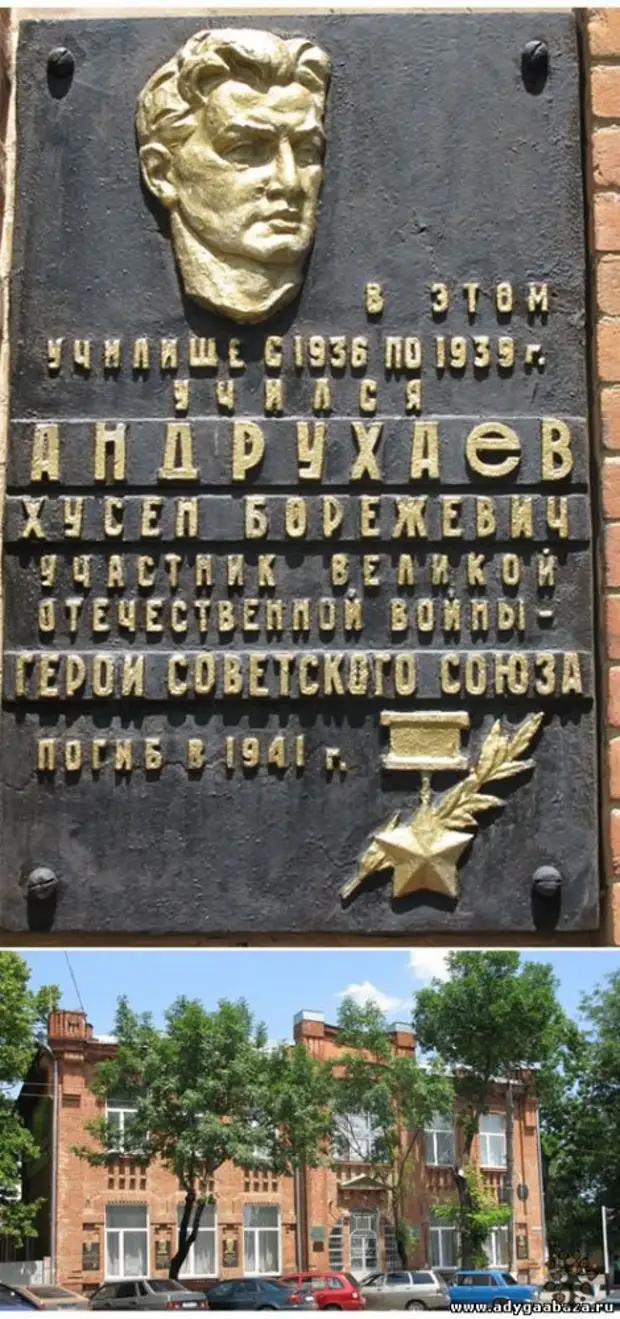 В ЭТОМ
УЧИЛИЩЕ С 1936 ПО 1939 г.
УЧИЛСЯ
АНДРУХАЕВ
ХУСЕН БОРЕЖЕВИЧ
УЧАСТНИК ВЕЛИКОЙ
ОТЕЧЕСТВЕННОЙ ВОЙНЫ-
ГЕРОЙ СОВЕТСКОГО СОЮЗА
ПОГИБ В 1941 г.
www.adygaabaza.ru